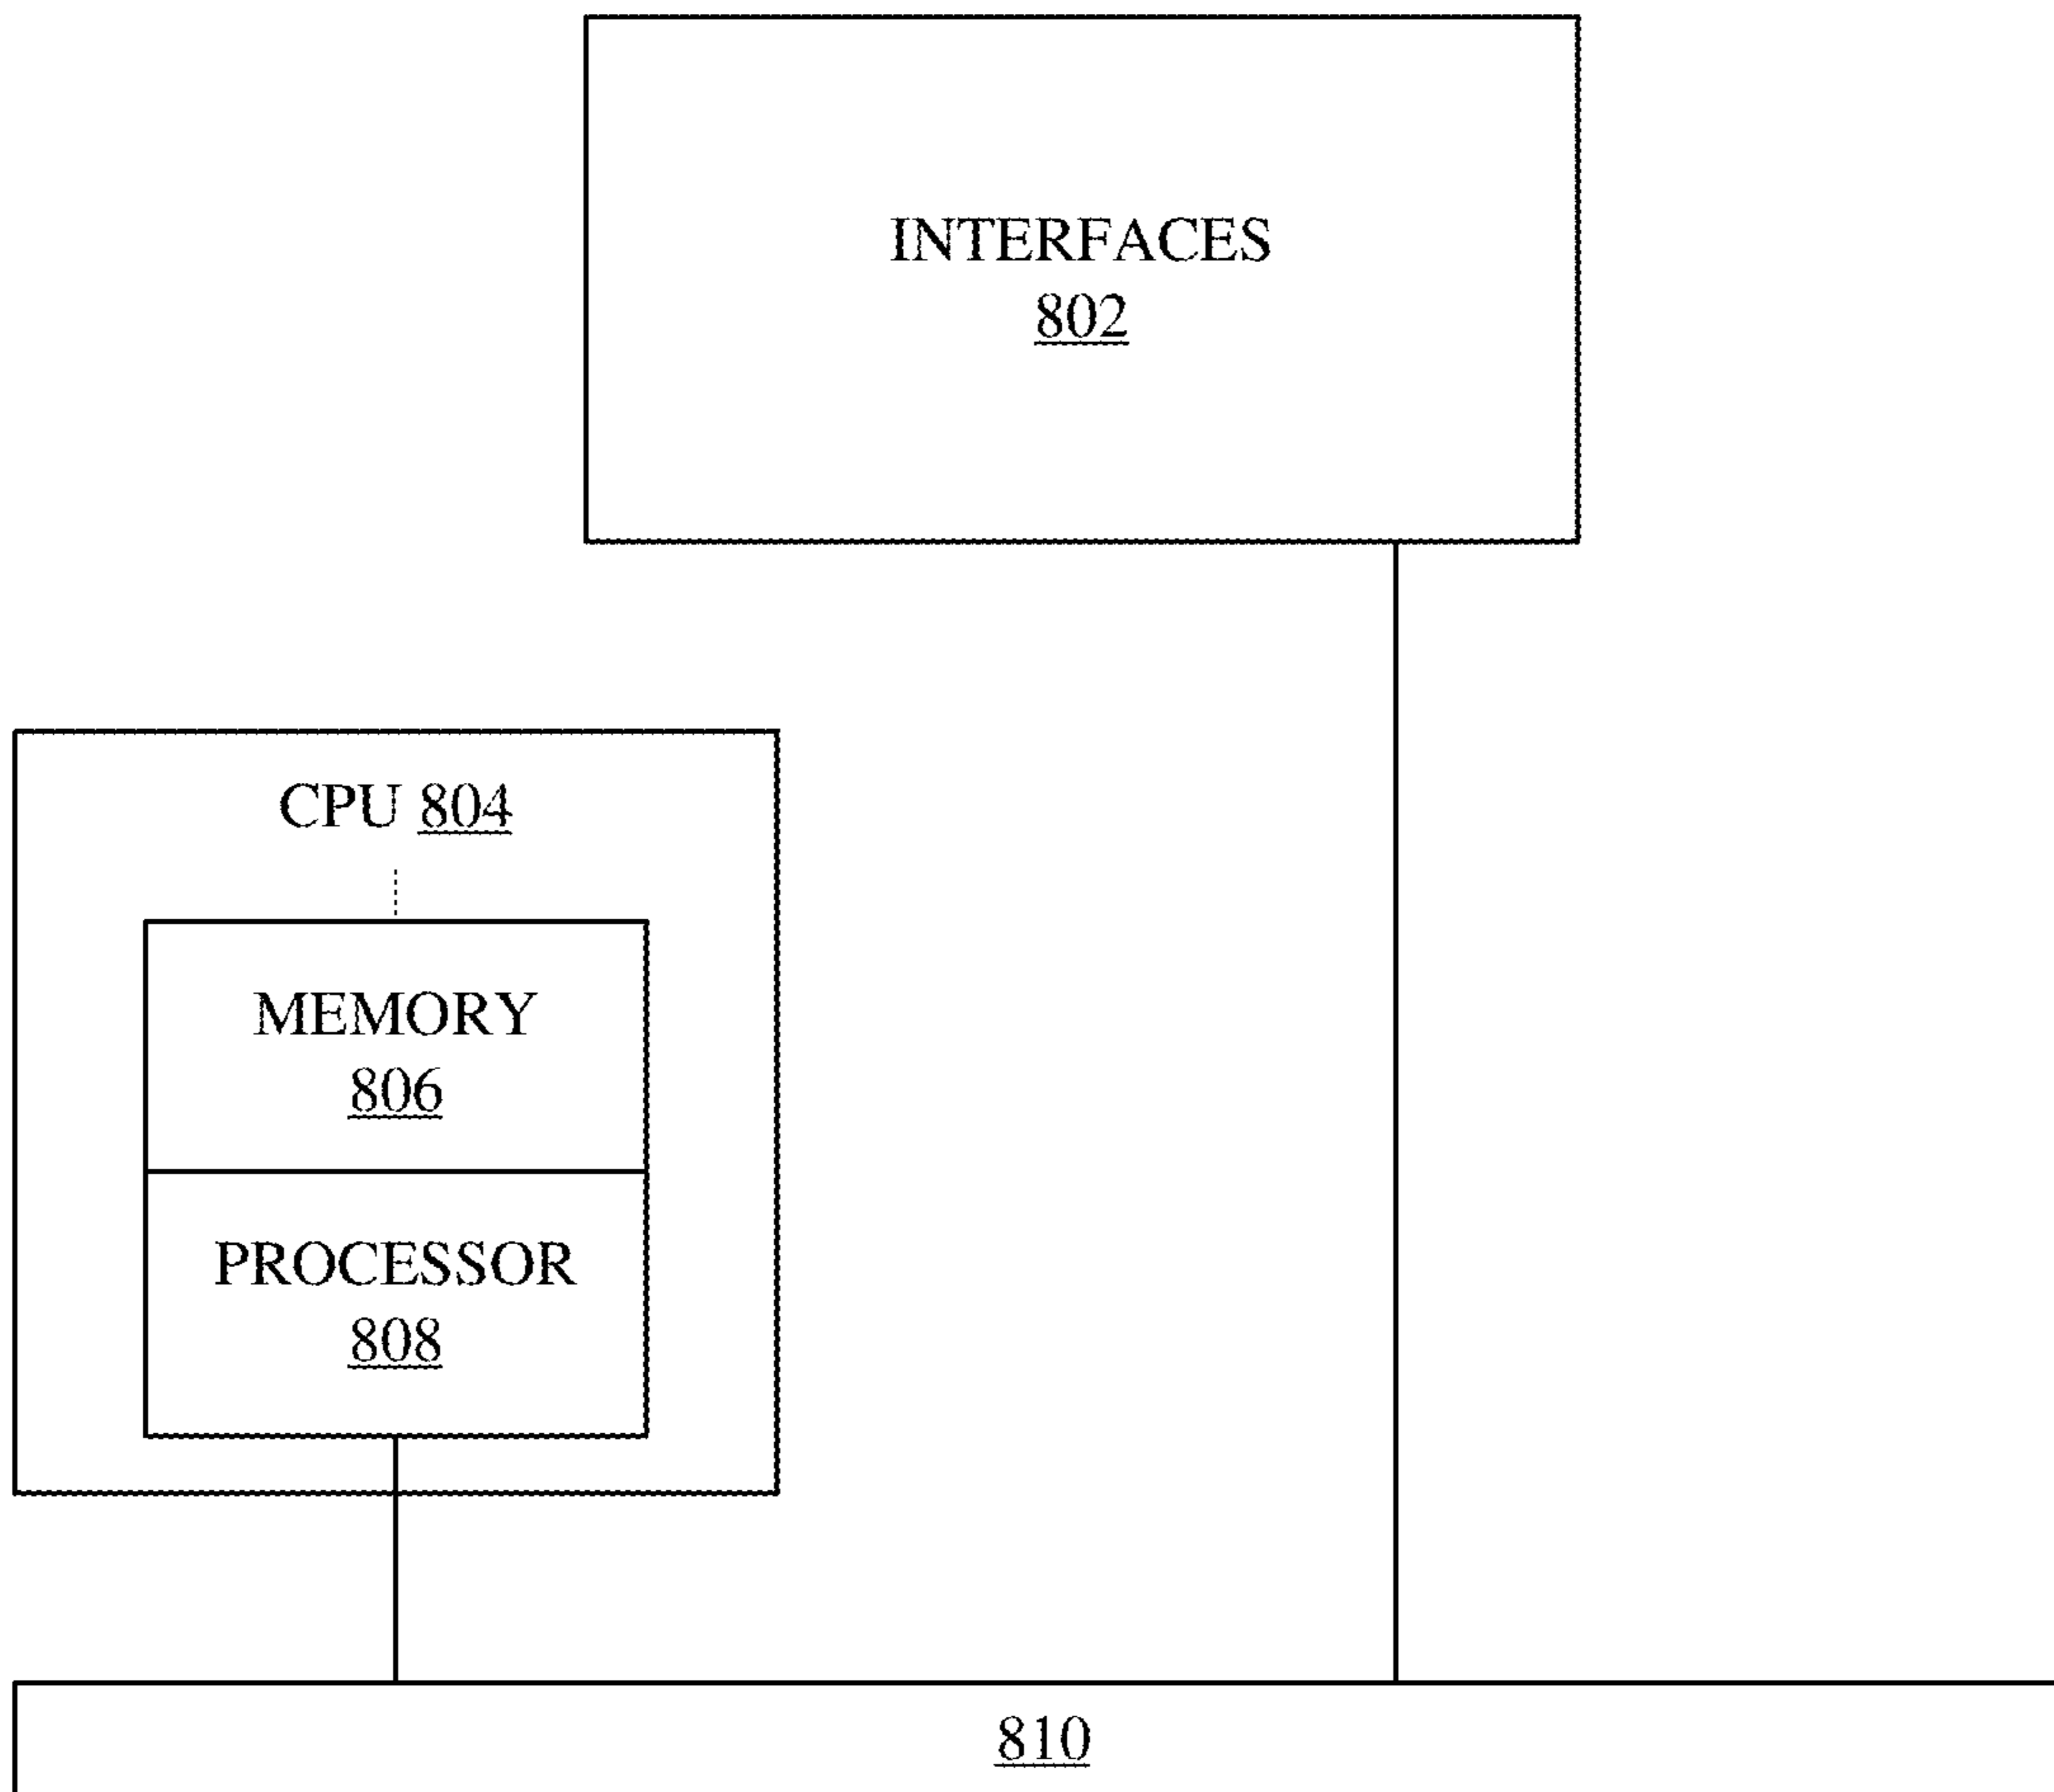 INTERFACES
802
CPU 804
MEMORY
806
PROCESSOR
808
810